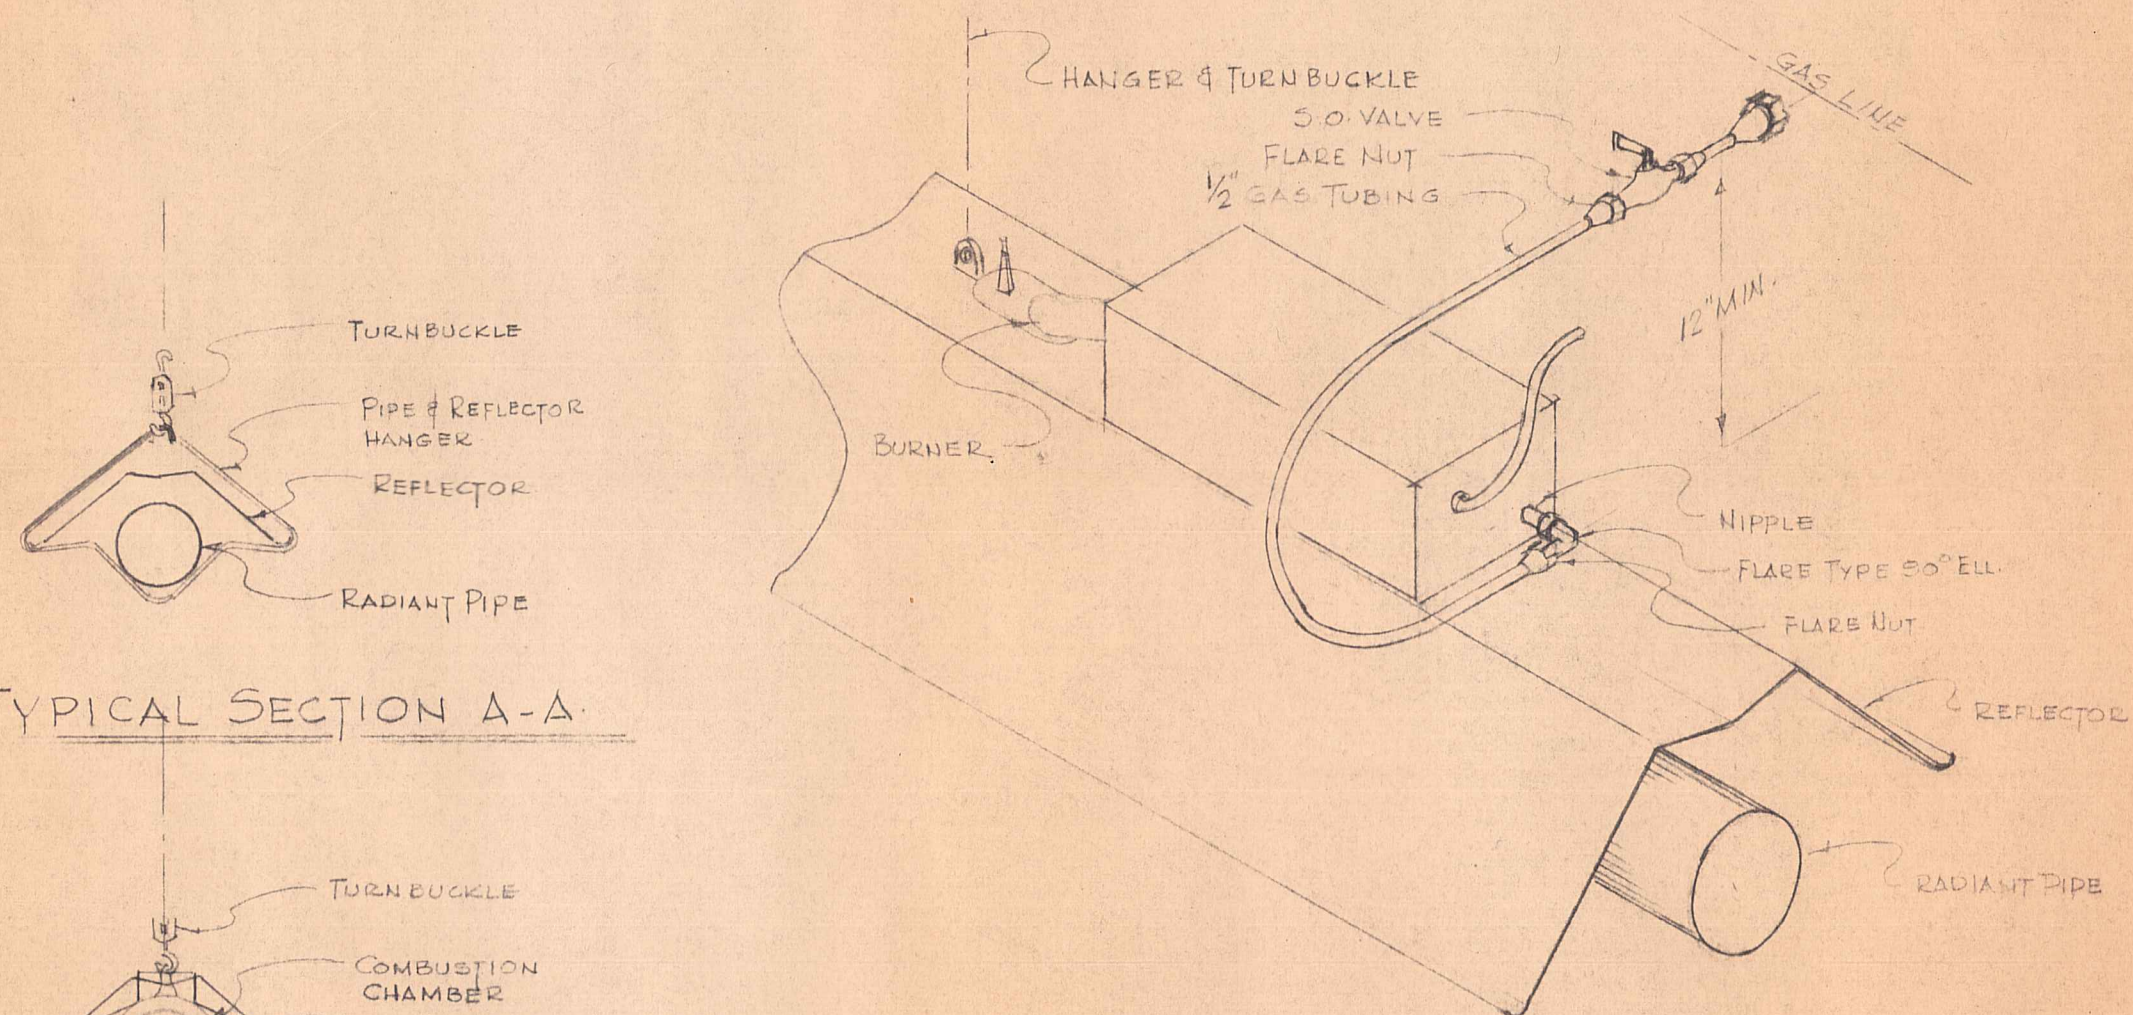 HANGER & TURNBUCKLE
S.O. VALVE
FLARE NUT
1/2" GAS TUBING
GAS LINE
12" MIN.
BURNER
NIPPLE
FLARE TYPE 90° ELL.
FLARE NUT
REFLECTOR
RADIANT PIPE
TURNBUCKLE
PIPE & REFLECTOR
HANGER
REFLECTOR
RADIANT PIPE
TYPICAL SECTION A-A.
TURNBUCKLE
COMBUSTION
CHAMBER